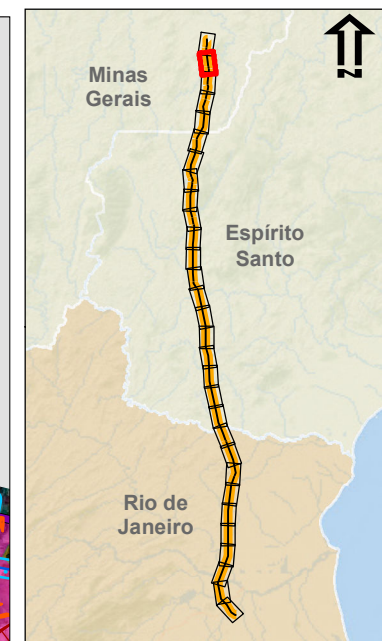 N
Minas
Gerais
Espírito
Santo
Rio de
Janeiro